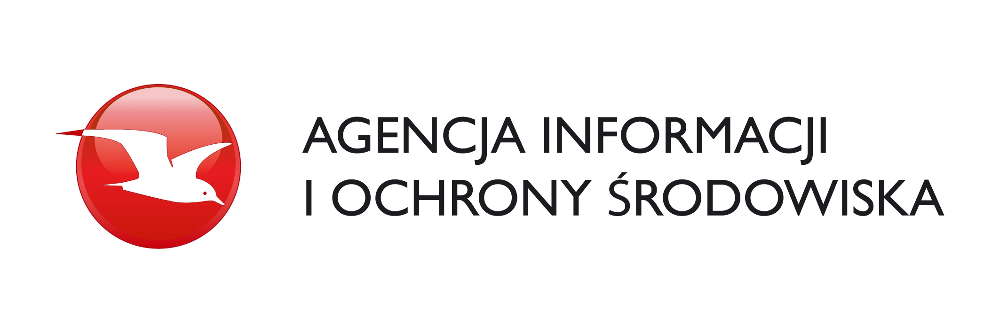 AGENCJA INFORMACJI
I OCHRONY ŚRODOWISKA